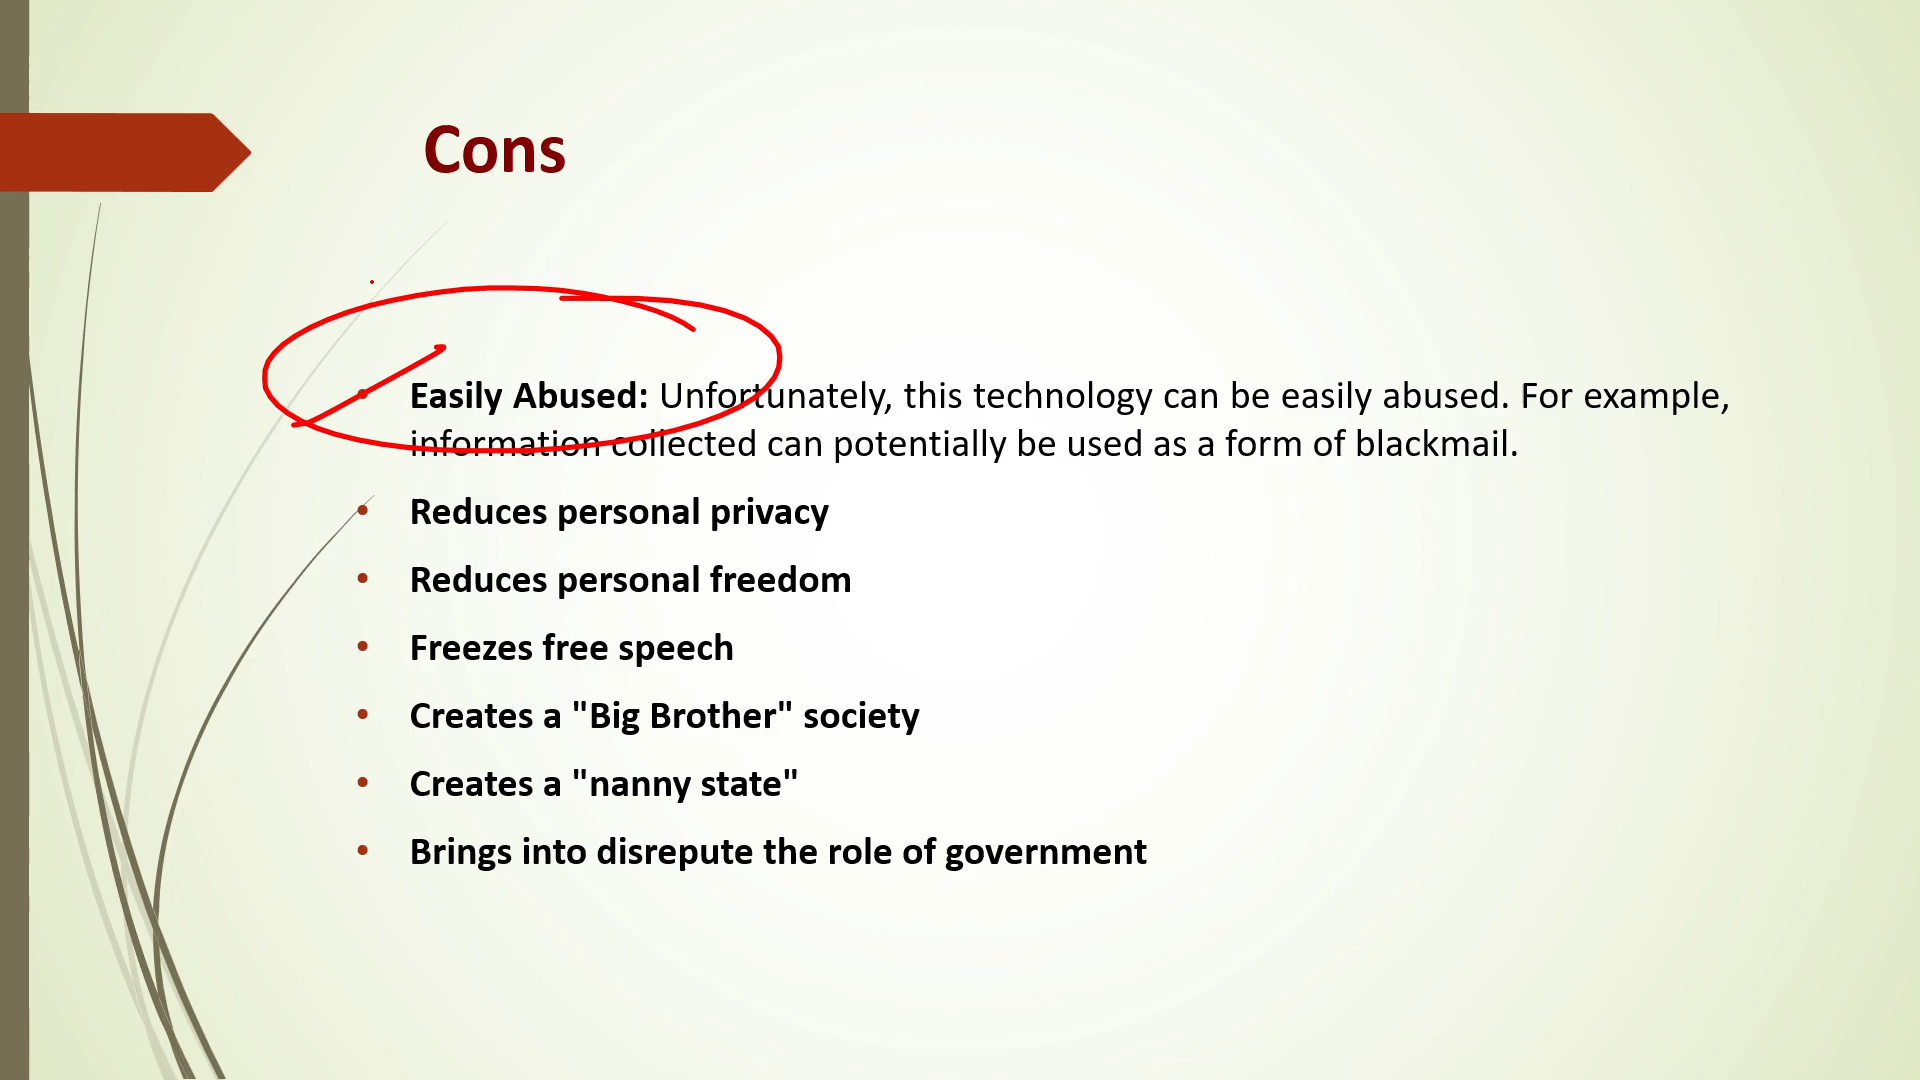 Cons
• Easily Abused: Unfortunately, this technology can be easily abused. For example,
information collected can potentially be used as a form of blackmail.
• Reduces personal privacy
• Reduces personal freedom
• Freezes free speech
• Creates a "Big Brother" society
• Creates a "nanny state"
• Brings into disrepute the role of government